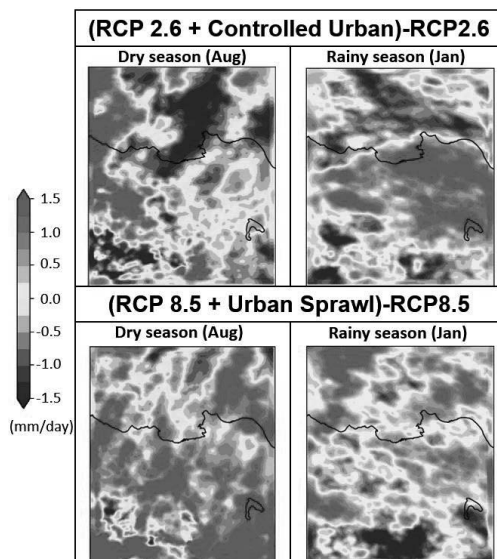 (RCP 2.6 + Controlled Urban)-RCP2.6
Dry season (Aug)
Rainy season (Jan)
1.5
1.0
0.5
0.0
-0.5
-1.0
-1.5
(mm/day)
(RCP 8.5 + Urban Sprawl)-RCP8.5
Dry season (Aug)
Rainy season (Jan)